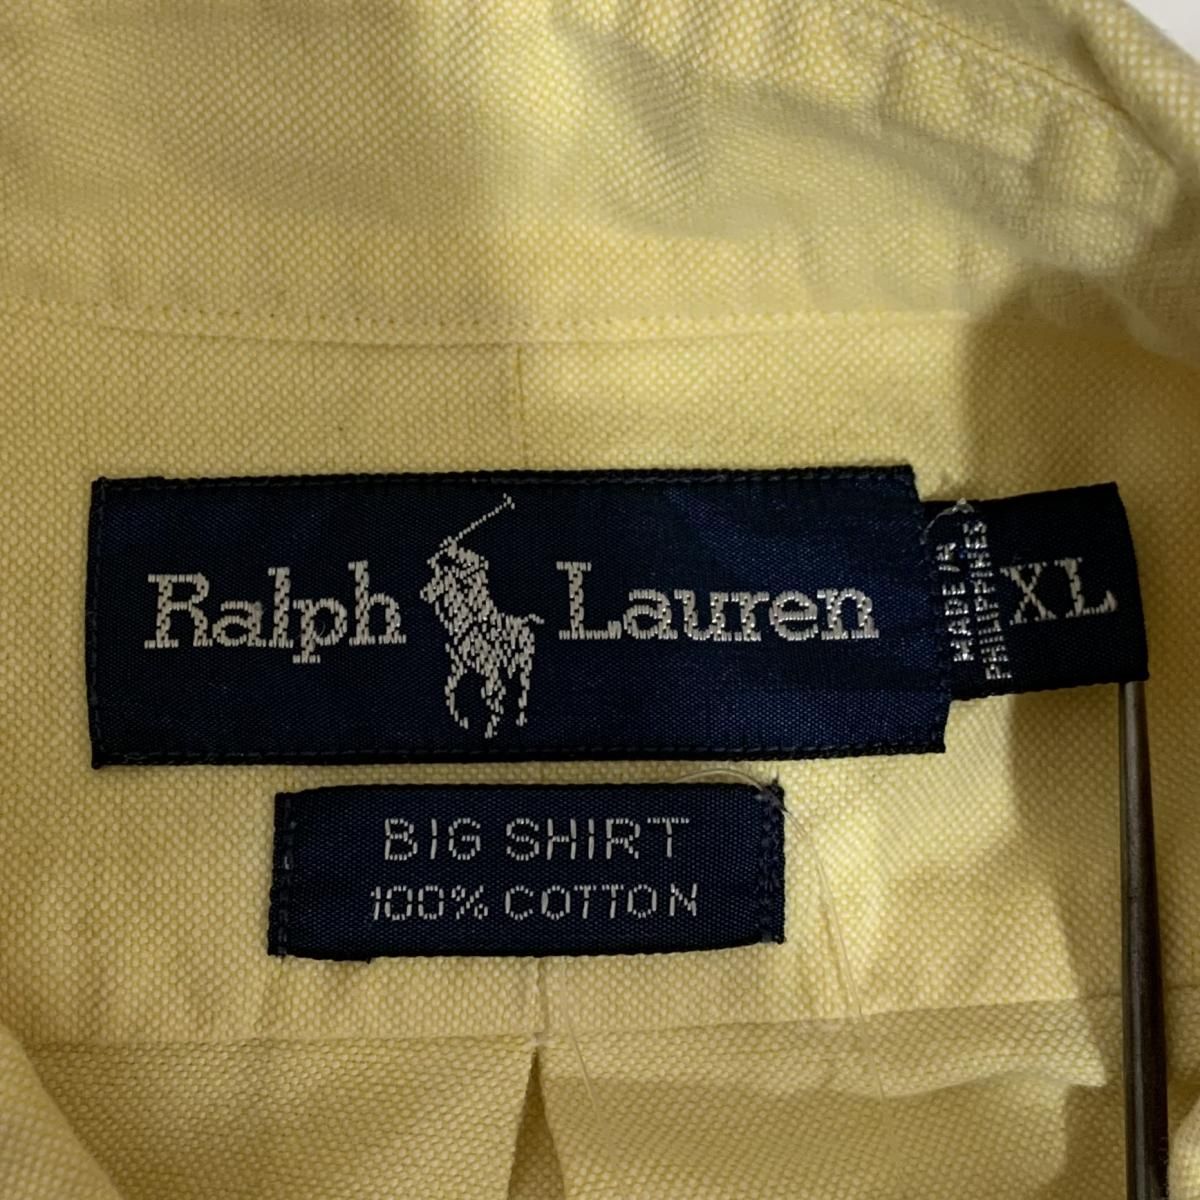 Ralph Lauren
MADE IN
PHILIPPINES
XL
BIG SHIRT
100% COTTON